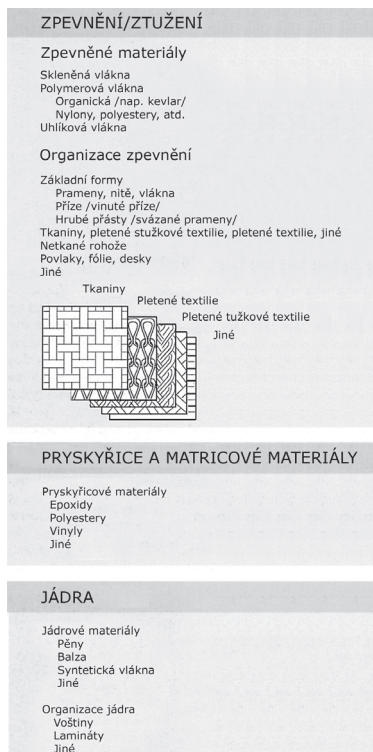 ZPEVNĚNÍ/ZTUŽENÍ
Zpevněné materiály
Skleněná vlákna
Polymerová vlákna
Organická /nap. kevlar/
Nylony, polyestery, atd.
Uhlíková vlákna
Organizace zpevnění
Základní formy
Prameny, nitě, vlákna
Příze /vinuté příze/
Hrubé přásty /svázané prameny/
Tkaniny, pletené stužkové textilie, pletené textilie, jiné
Netkané rohože
Povlaky, fólie, desky
Jiné
Tkaniny
Pletené textilie
Pletené tužkové textilie
Jiné
PRYSKYŘICE A MATRICOVÉ MATERIÁLY
Pryskyřicové materiály
Epoxidy
Polyestery
Vinyly
Jiné
JÁDRA
Jádrové materiály
Pěny
Balza
Syntetická vlákna
Jiné
Organizace jádra
Voštiny
Lamináty
Jiné